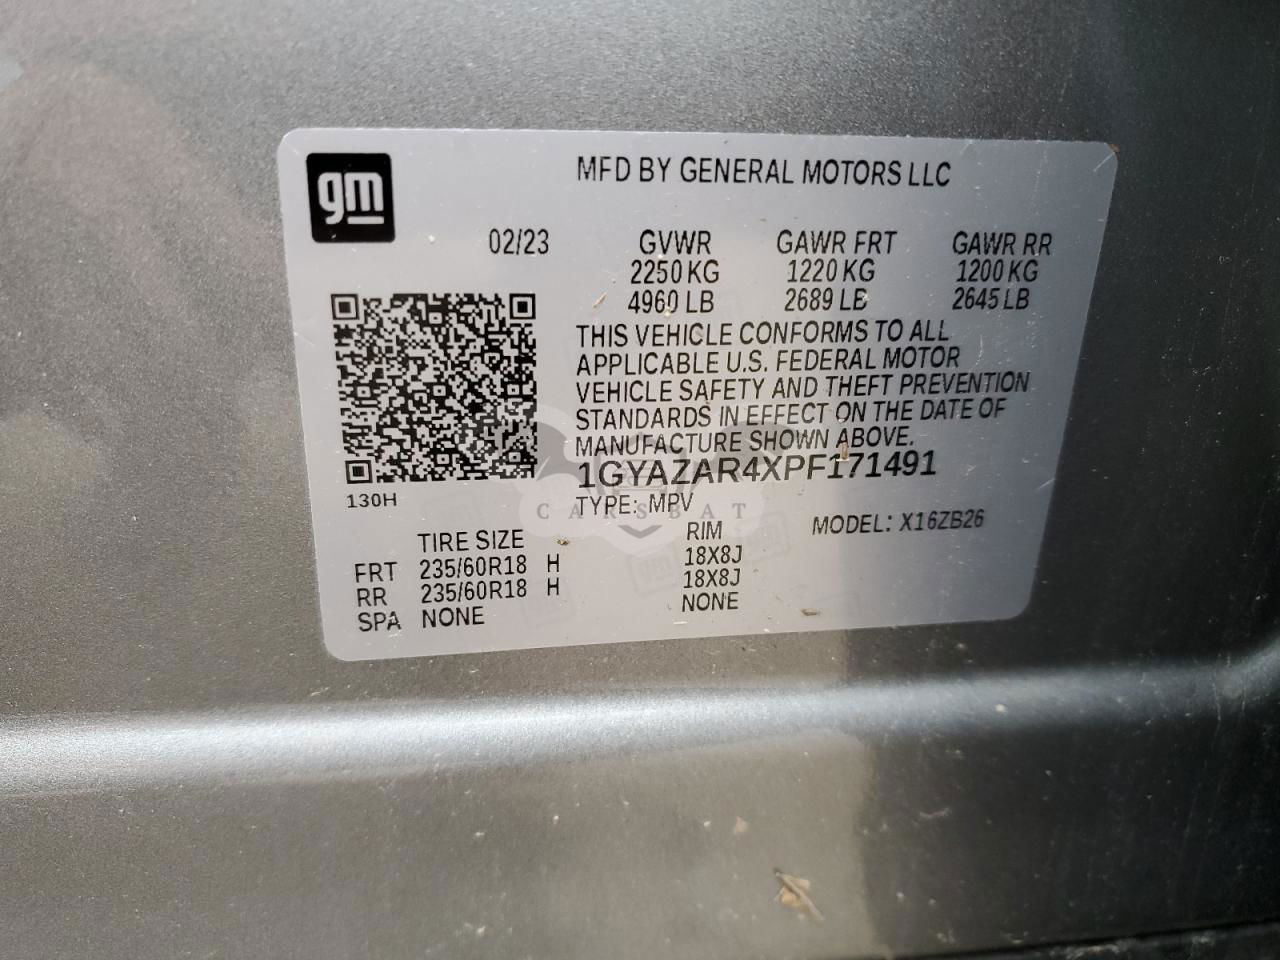 gm
MFD BY GENERAL MOTORS LLC
02/23 GVWR GAWR FRT GAWR RR
2250 KG 1220 KG 1200 KG
4960 LB 2689 LB 2645 LB
THIS VEHICLE CONFORMS TO ALL
APPLICABLE U.S. FEDERAL MOTOR
VEHICLE SAFETY AND THEFT PREVENTION
STANDARDS IN EFFECT ON THE DATE OF
MANUFACTURE SHOWN ABOVE.
1GYAZAR4XPF171491
130H
TYPE: MPV
CARSBAT
MODEL: X16ZB26
TIRE SIZE RIM
FRT 235/60R18 H 18X8J
RR 235/60R18 H 18X8J
SPA NONE NONE